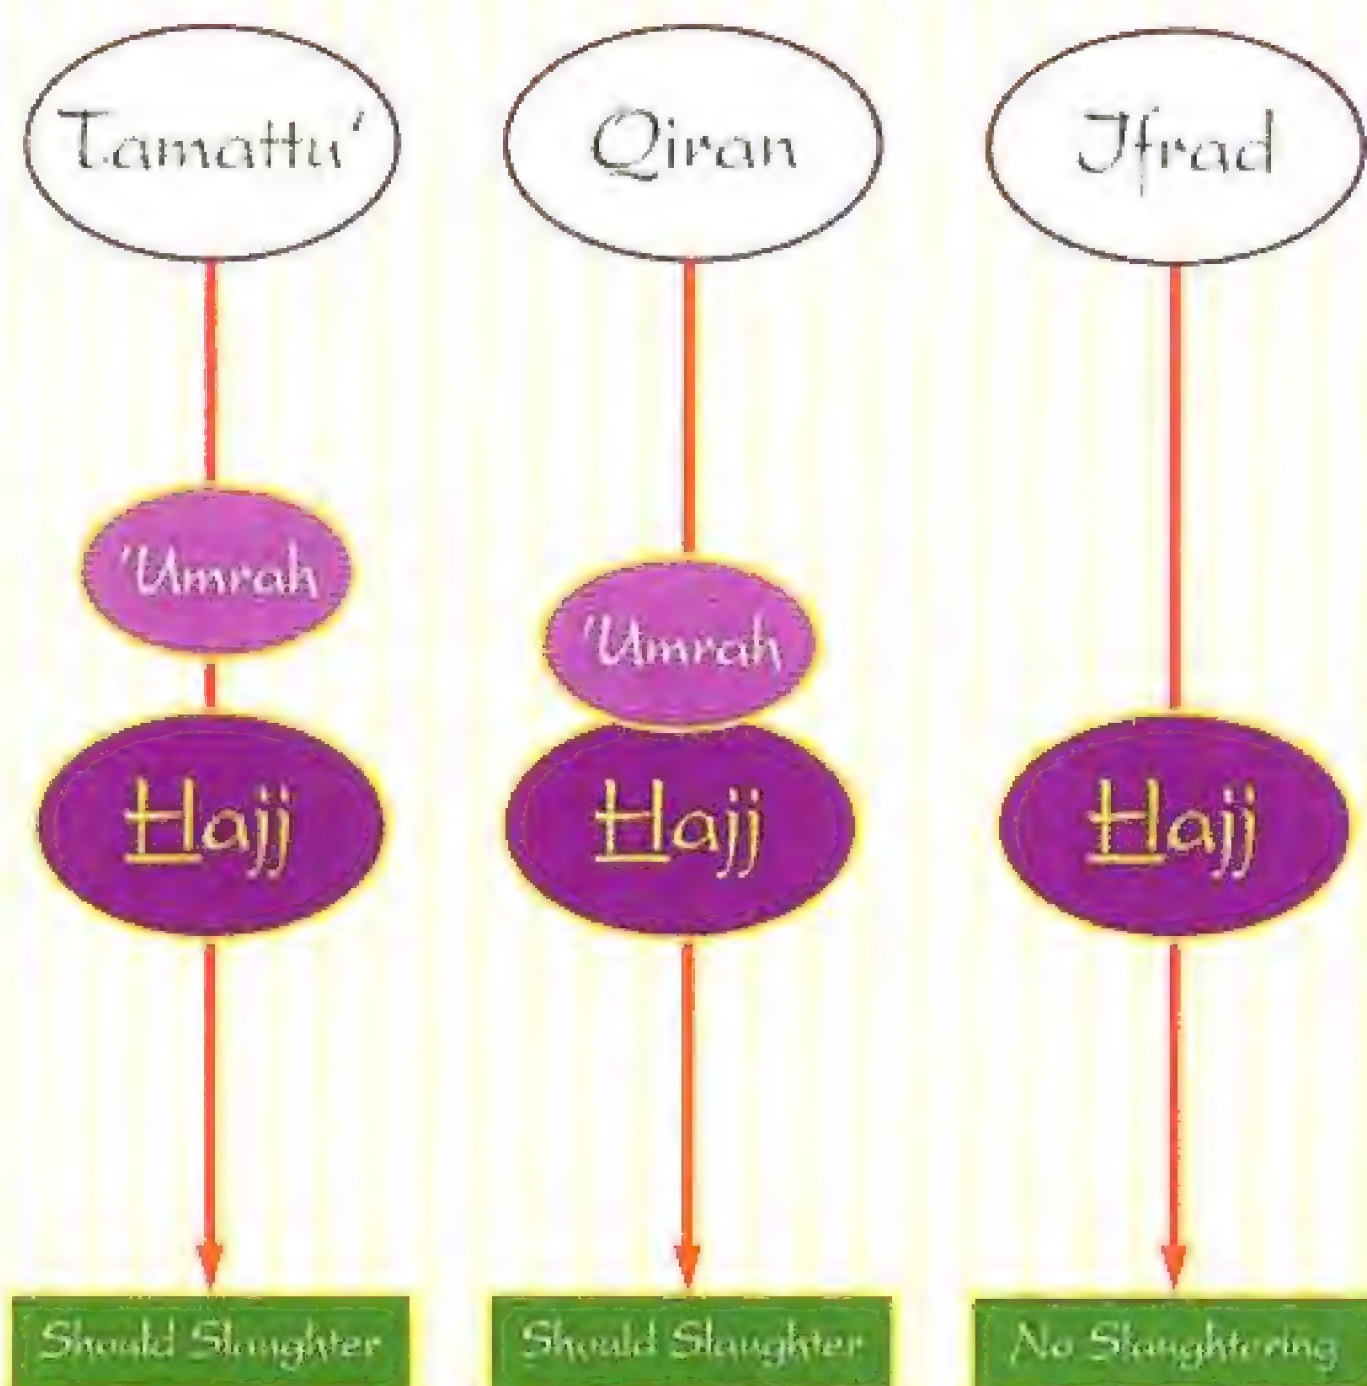 Tamattu'
'Umrah
Hajj
Should Slaughter
Qiran
'Umrah
Hajj
Should Slaughter
Ifrad
Hajj
No Slaughtering